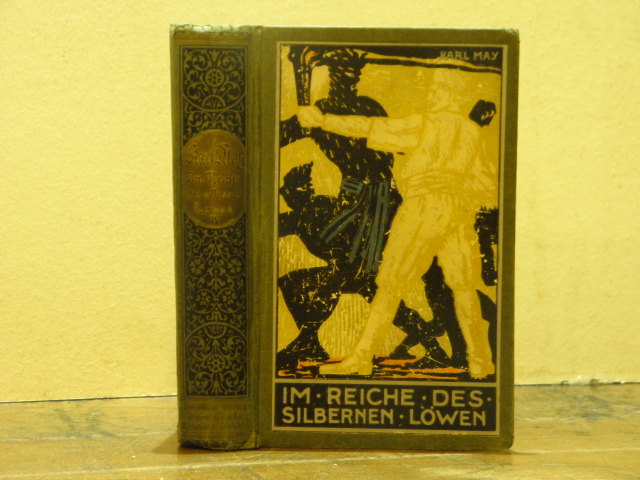 KARL MAY
IM · REICHE · DES ·
SILBERNEN · LÖWEN
Karl May